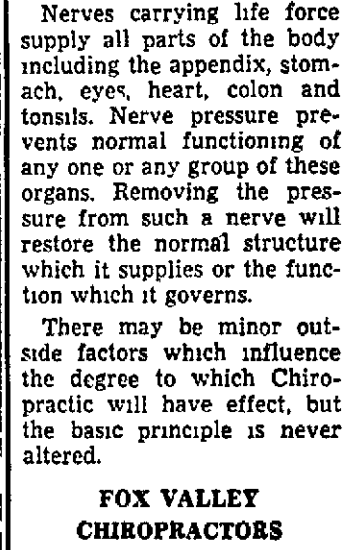 Nerves carrying life force
supply all parts of the body
including the appendix, stom-
ach, eyes, heart, colon and
tonsils. Nerve pressure pre-
vents normal functioning of
any one or any group of these
organs. Removing the pres-
sure from such a nerve will
restore the normal structure
which it supplies or the func-
tion which it governs.
There may be minor out-
side factors which influence
the degree to which Chiro-
practic will have effect, but
the basic principle is never
altered.
FOX VALLEY
CHIROPRACTORS